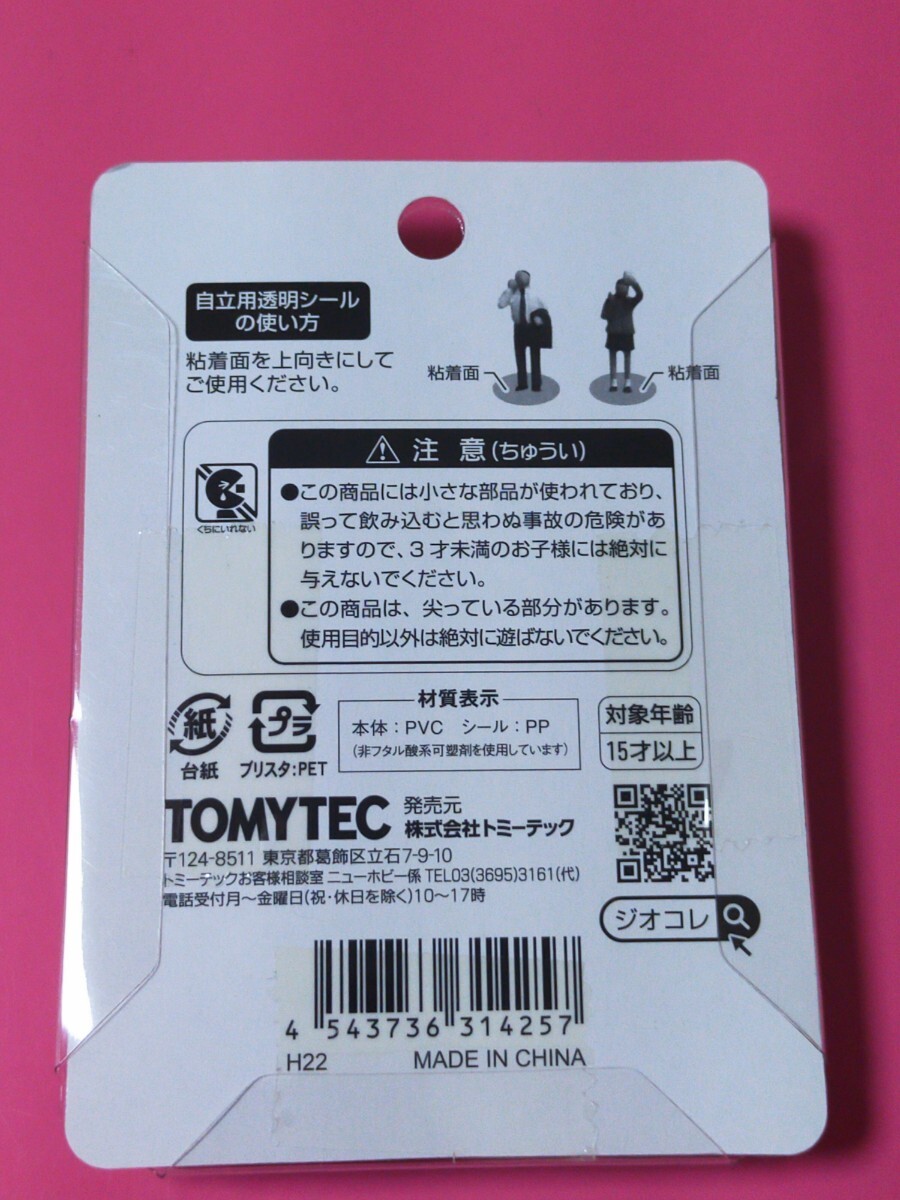 自立用透明シール
の使い方
粘着面を上向きにして
ご使用ください。
粘着面
粘着面
くちにいれない
注 意(ちゅうい)
●この商品には小さな部品が使われており、
誤って飲み込むと思わぬ事故の危険があ
りますので、3才未満のお子様には絶対に
与えないでください。
●この商品は、尖っている部分があります。
使用目的以外は絶対に遊ばないでください。
紙
台紙
プラ
ブリスタ:PET
材質表示
本体:PVC シール:PP
(非フタル酸系可塑剤を使用しています)
対象年齢
15才以上
TOMYTEC 発売元
株式会社トミーテック
〒124-8511 東京都葛飾区立石7-9-10
トミーテックお客様相談室 ニューホビー係 TEL03(3695)3161(代)
電話受付月〜金曜日(祝・休日を除く)10〜17時
ジオコレ
4 543736 314257
H22 MADE IN CHINA